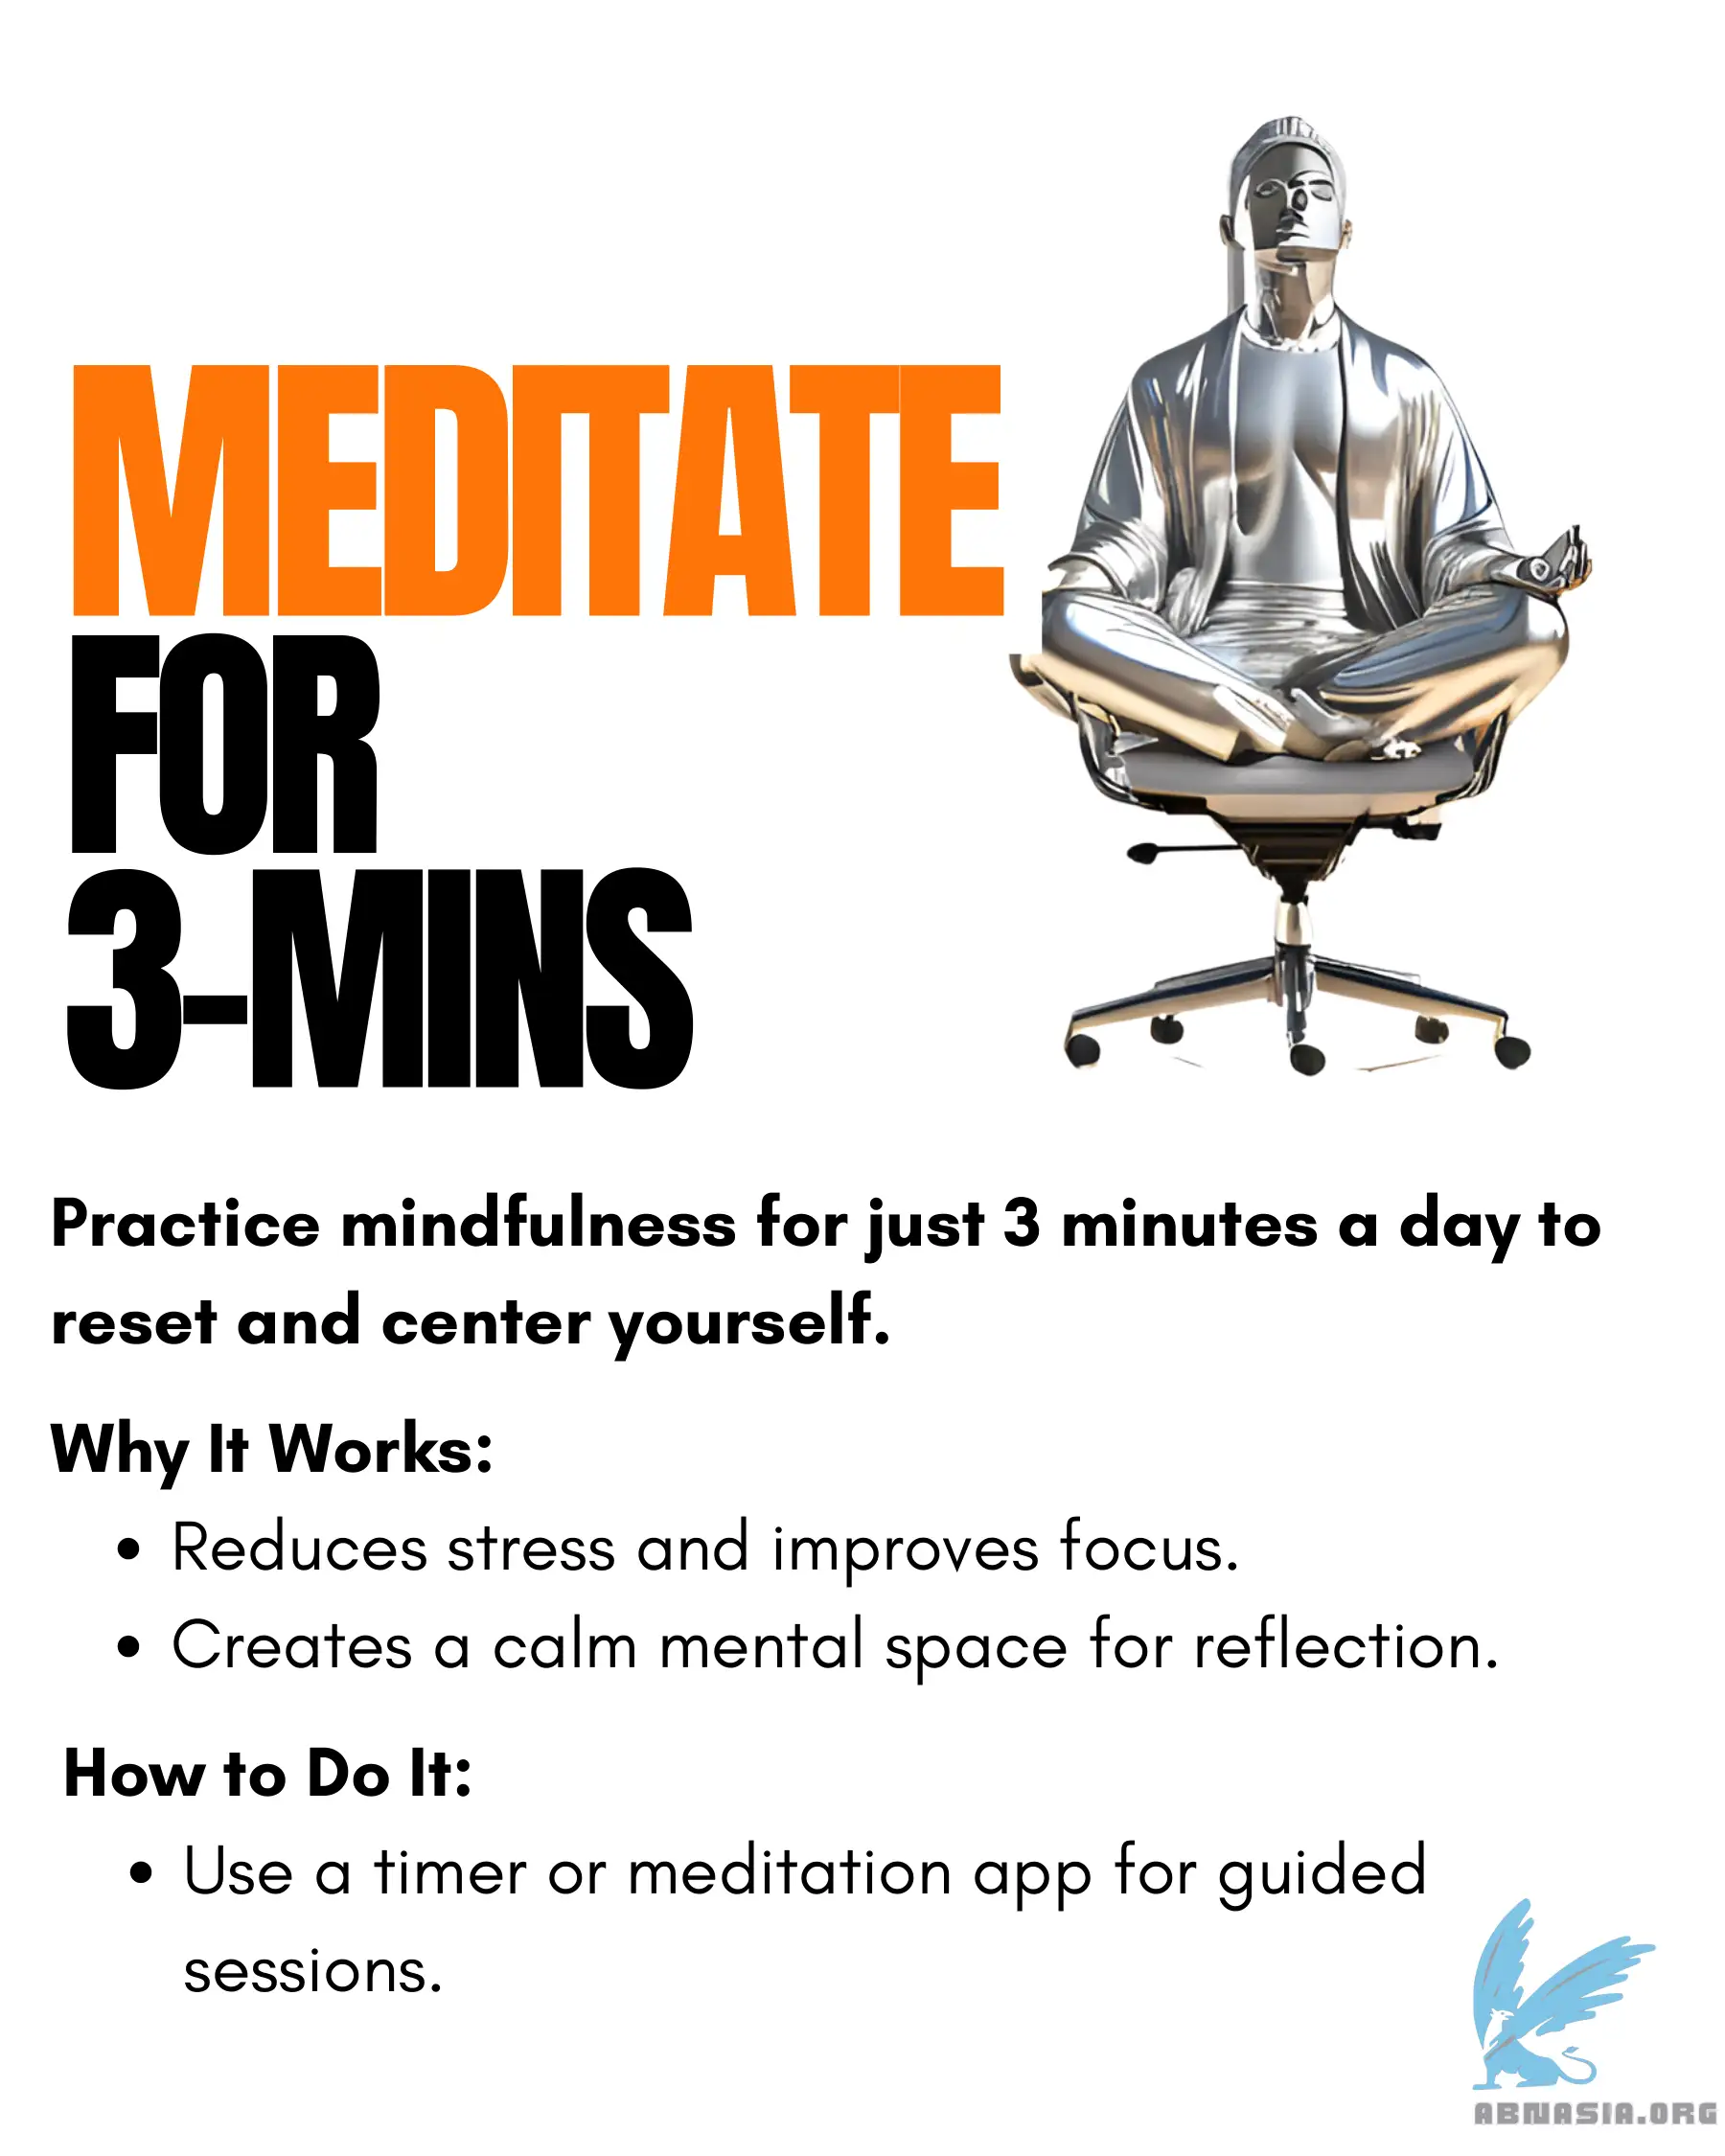 MEDITATE
FOR
3-MINS
Practice mindfulness for just 3 minutes a day to
reset and center yourself.
Why It Works:
• Reduces stress and improves focus.
• Creates a calm mental space for reflection.
How to Do It:
• Use a timer or meditation app for guided
sessions.
ABNASIA.ORG